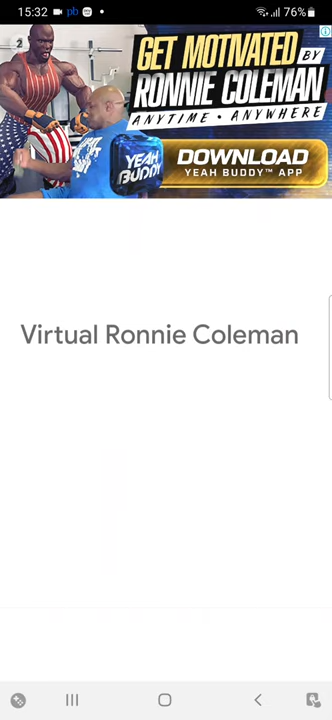 15:32
pb
76%
GET MOTIVATED BY
RONNIE COLEMAN
ANYTIME • ANYWHERE
YEAH
BUDDY
DOWNLOAD
YEAH BUDDY™ APP
Virtual Ronnie Coleman